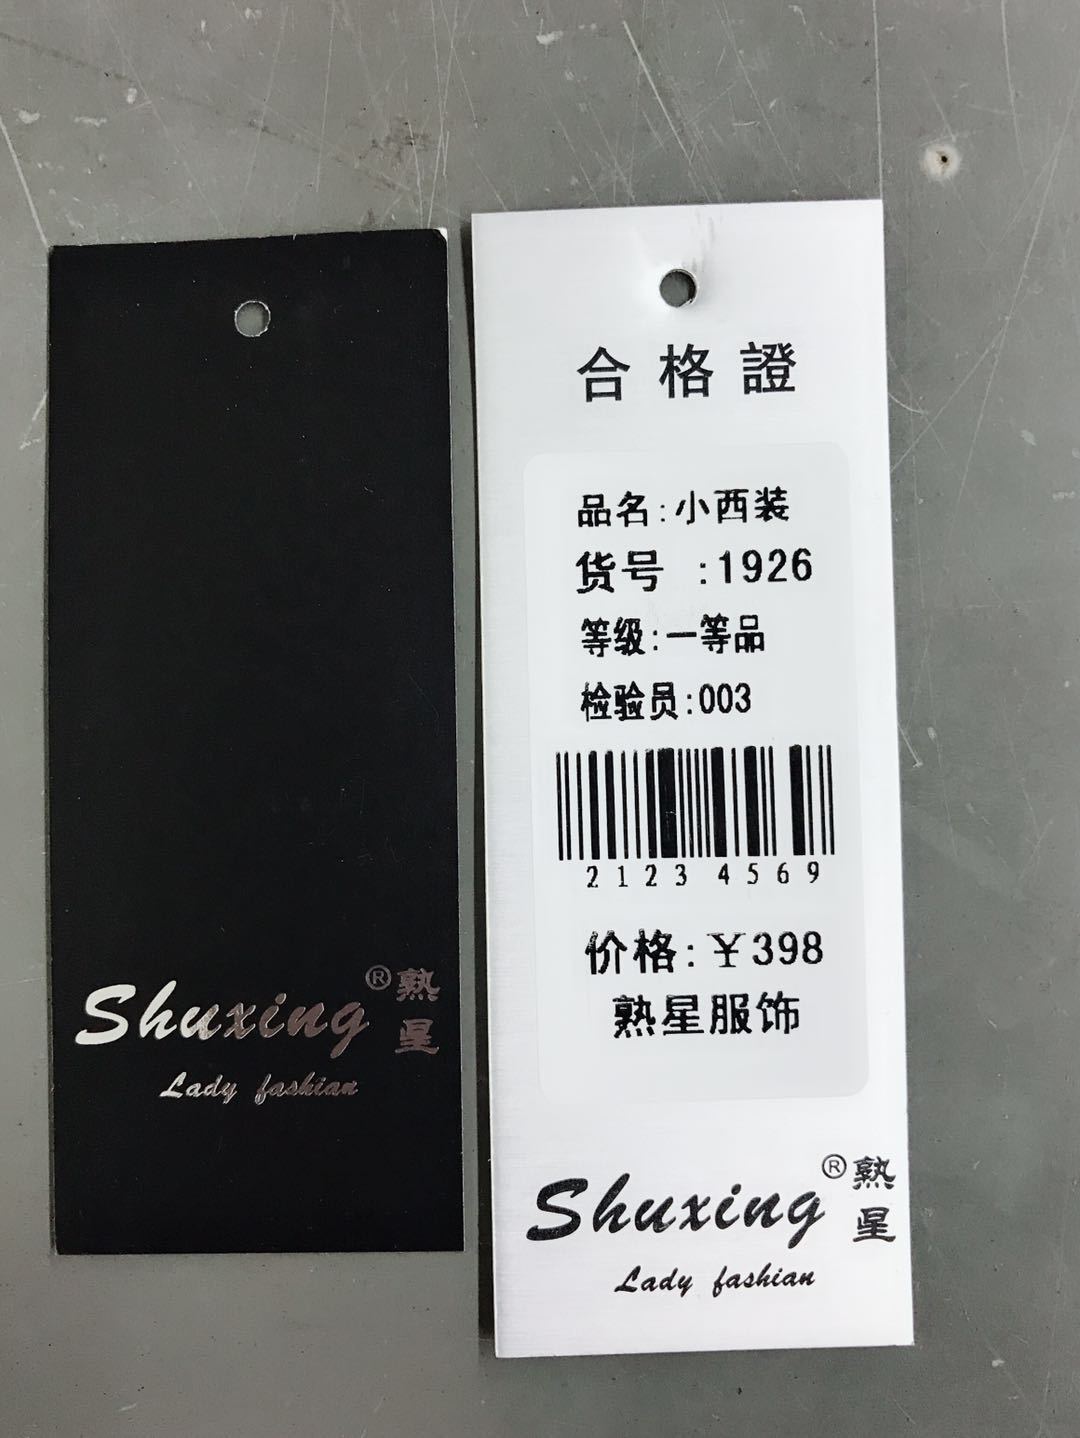 Shuxing®熟星
Lady fashian
合格證
品名:小西装
货号 :1926
等级:一等品
检验员:003
2123 4569
价格:￥398
熟星服饰
Shuxing®熟星
Lady fashian